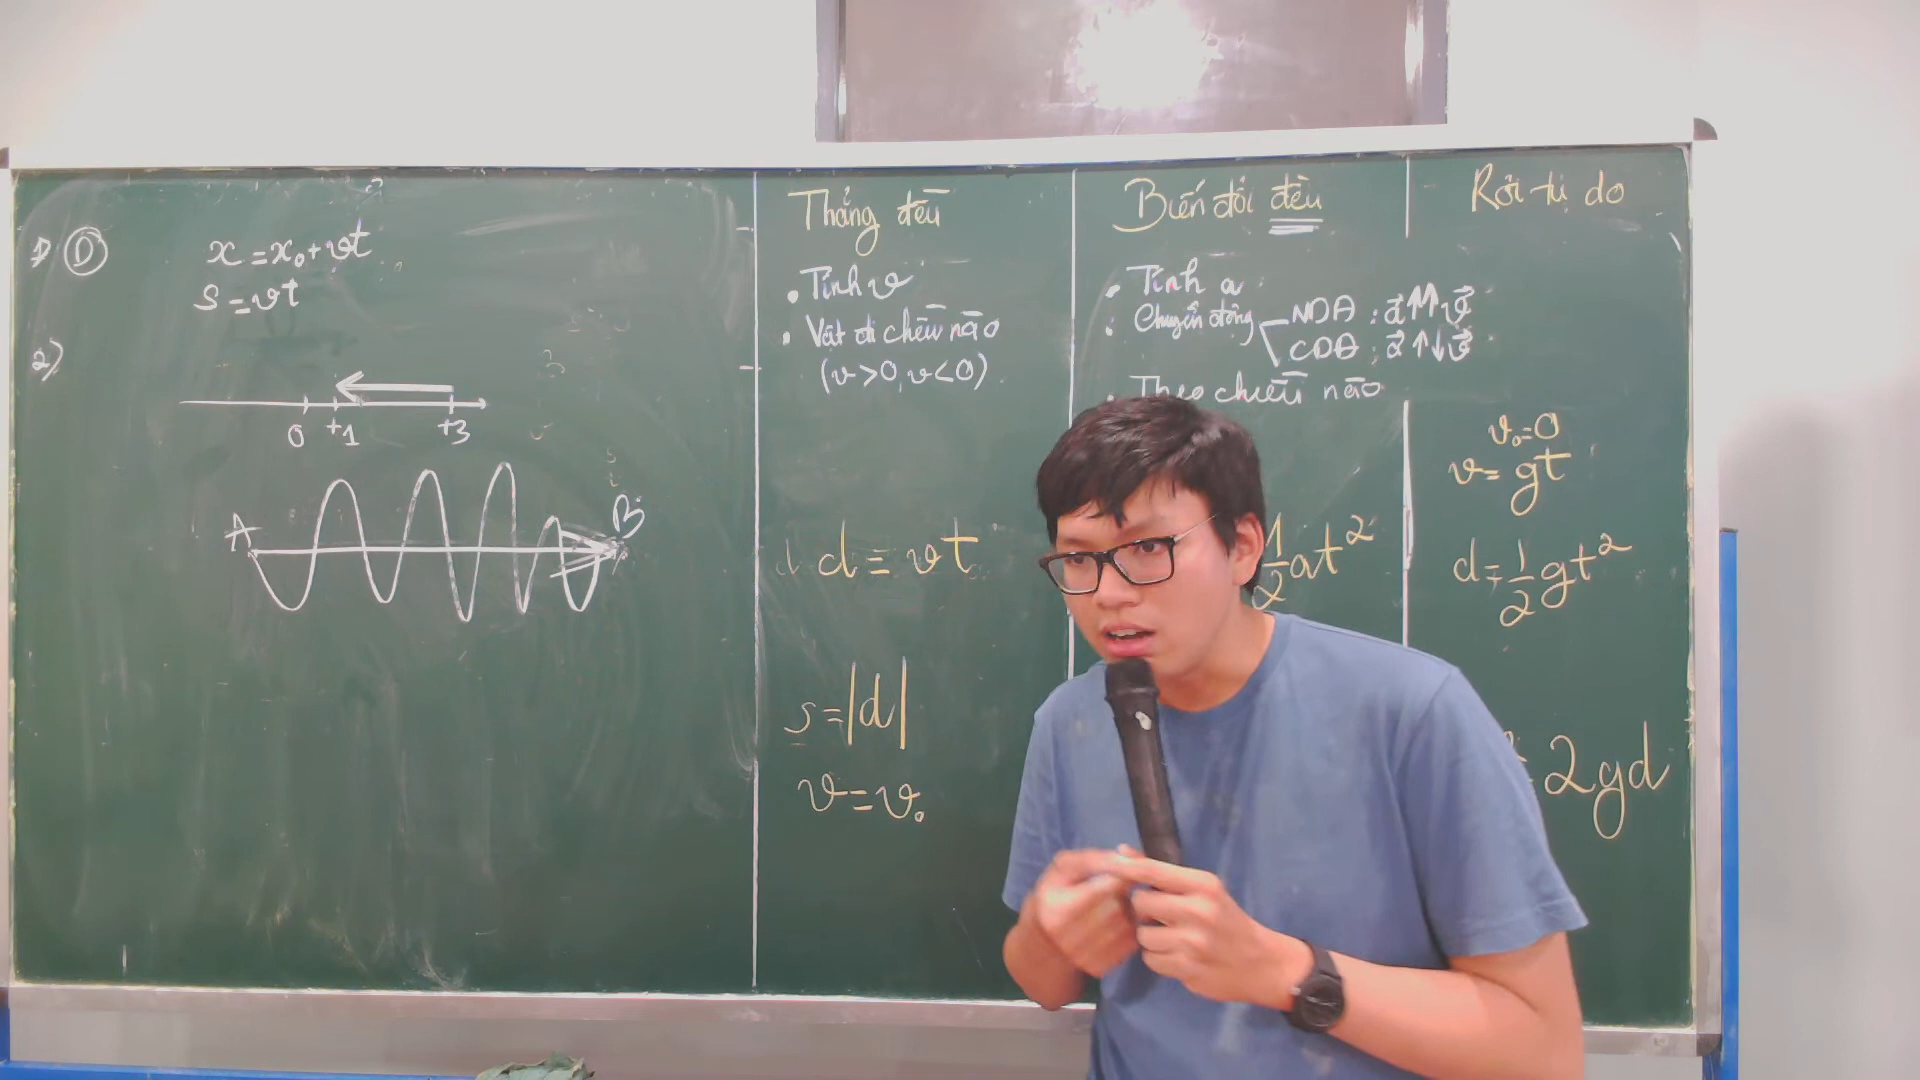 1) D
x = x₀ + vt
s = vt
2)
0 +1 +3
A B
Thẳng đều
• Tính v
• Vật đi chiều nào
(v > 0, v < 0)
d = vt
s = |d|
v = v₀
Biến đổi đều
• Tính a
• Chuyển động
NDĐ : a⃗ ↑↑ v⃗
CDĐ : a⃗ ↑↓ v⃗
• Theo chiều nào
1/2 at²
Rơi tự do
v₀ = 0
v = gt
d = 1/2 gt²
2gd